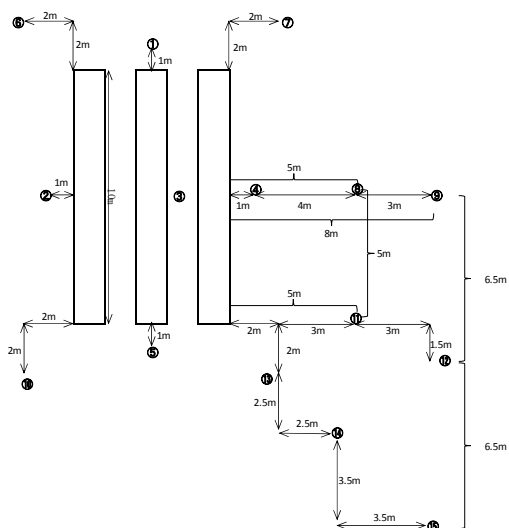 ⑥ 2m 2m ⑦
2m 2m
①
1m
10m
5m
1m ④ ⑧
② ③ ⑨
1m 4m 3m
8m
5m
6.5m
5m
2m ⑪
1m 2m 3m 3m
2m ⑤ 2m 1.5m
⑫
⑩ ⑬
2.5m
2.5m
⑭ 6.5m
3.5m
3.5m
⑮